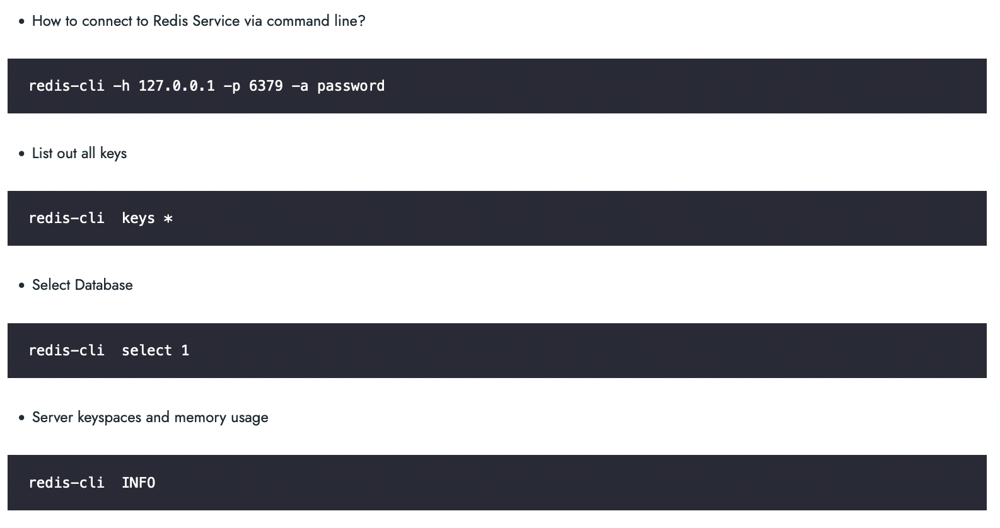 • How to connect to Redis Service via command line?
redis-cli -h 127.0.0.1 -p 6379 -a password
• List out all keys
redis-cli  keys *
• Select Database
redis-cli  select 1
• Server keyspaces and memory usage
redis-cli  INFO